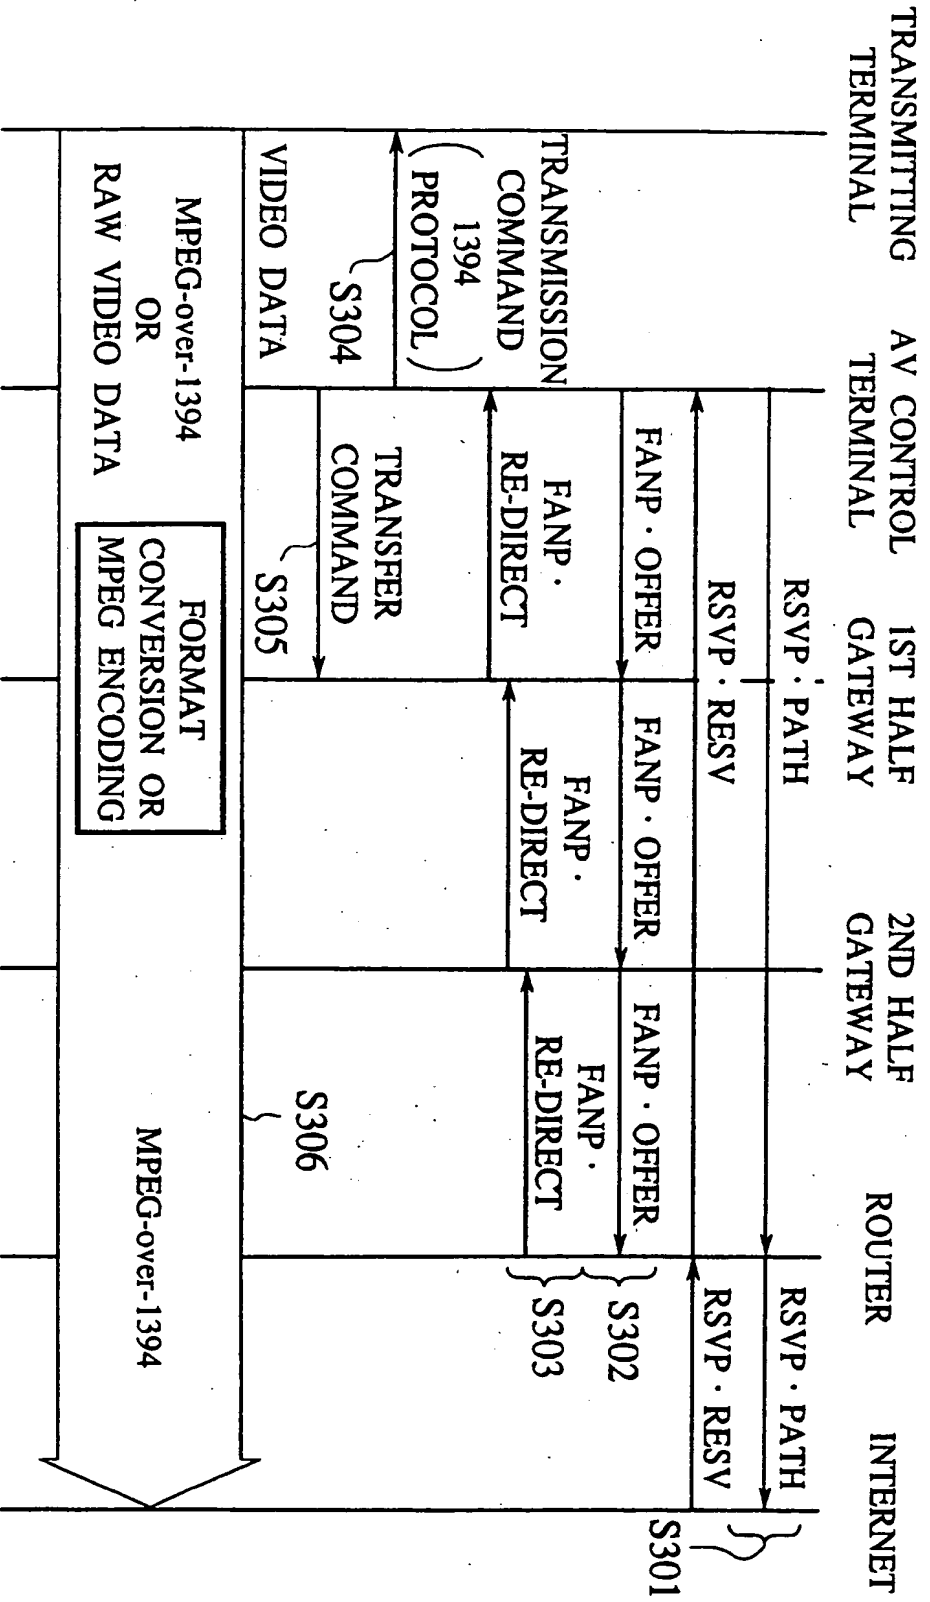 TRANSMITTING
TERMINAL
AV CONTROL
TERMINAL
1ST HALF
GATEWAY
2ND HALF
GATEWAY
ROUTER
INTERNET
RSVP · PATH
RSVP · PATH
RSVP · RESV
RSVP · RESV
S301
FANP · OFFER
FANP · OFFER
FANP · OFFER
S302
FANP ·
RE-DIRECT
FANP ·
RE-DIRECT
FANP ·
RE-DIRECT
S303
TRANSMISSION
COMMAND
( 1394
PROTOCOL )
S304
TRANSFER
COMMAND
S305
VIDEO DATA
S306
MPEG-over-1394
OR
RAW VIDEO DATA
FORMAT
CONVERSION OR
MPEG ENCODING
MPEG-over-1394